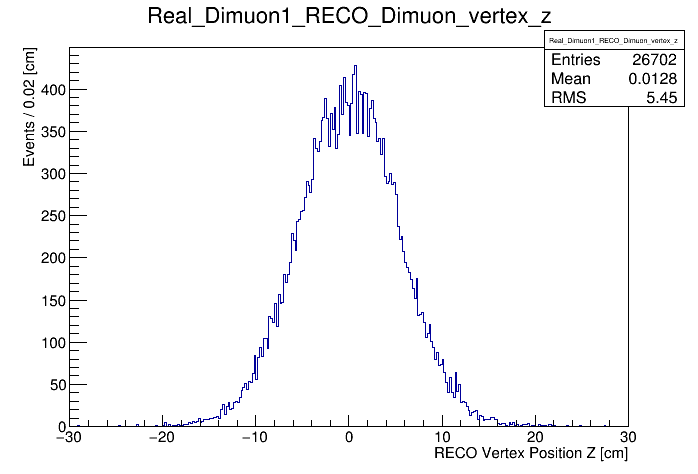 Real_Dimuon1_RECO_Dimuon_vertex_z
Real_Dimuon1_RECO_Dimuon_vertex_z
Entries 26702
Mean 0.0128
RMS 5.45
Events / 0.02 [cm]
400
350
300
250
200
150
100
50
0
−30 −20 −10 0 10 20 30
RECO Vertex Position Z [cm]